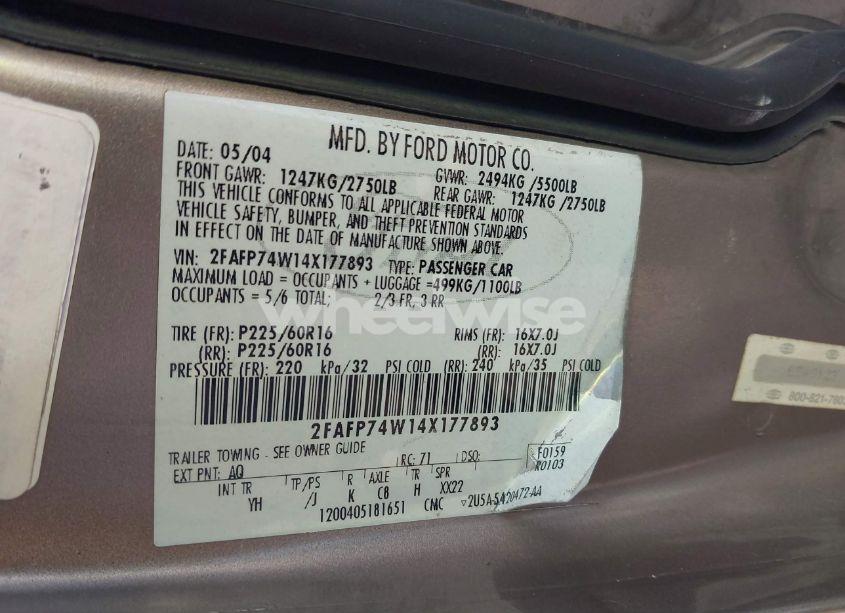 MFD. BY FORD MOTOR CO.
DATE: 05/04
GVWR: 2494KG /5500LB
FRONT GAWR: 1247KG/2750LB
REAR GAWR: 1247KG /2750LB
THIS VEHICLE CONFORMS TO ALL APPLICABLE FEDERAL MOTOR
VEHICLE SAFETY, BUMPER, AND THEFT PREVENTION STANDARDS
IN EFFECT ON THE DATE OF MANUFACTURE SHOWN ABOVE.
VIN: 2FAFP74W14X177893 TYPE: PASSENGER CAR
MAXIMUM LOAD = OCCUPANTS + LUGGAGE =499KG/1100LB
OCCUPANTS = 5/6 TOTAL; 2/3 FR, 3 RR
wheelwise
TIRE (FR): P225/60R16 RIMS (FR): 16X7.0J
(RR): P225/60R16 (RR): 16X7.0J
PRESSURE (FR): 220 kPa/32 PSI COLD (RR): 240 kPa/35 PSI COLD
2FAFP74W14X177893
TRAILER TOWING - SEE OWNER GUIDE
F0159
EXT PNT: AQ RC: 71 DSO: R0103
INT TR TP/PS R AXLE TR SPR
YH /J K C8 H XX22
1200405181651 CMC ▽2U5A-5A20472-AA
800-821-780